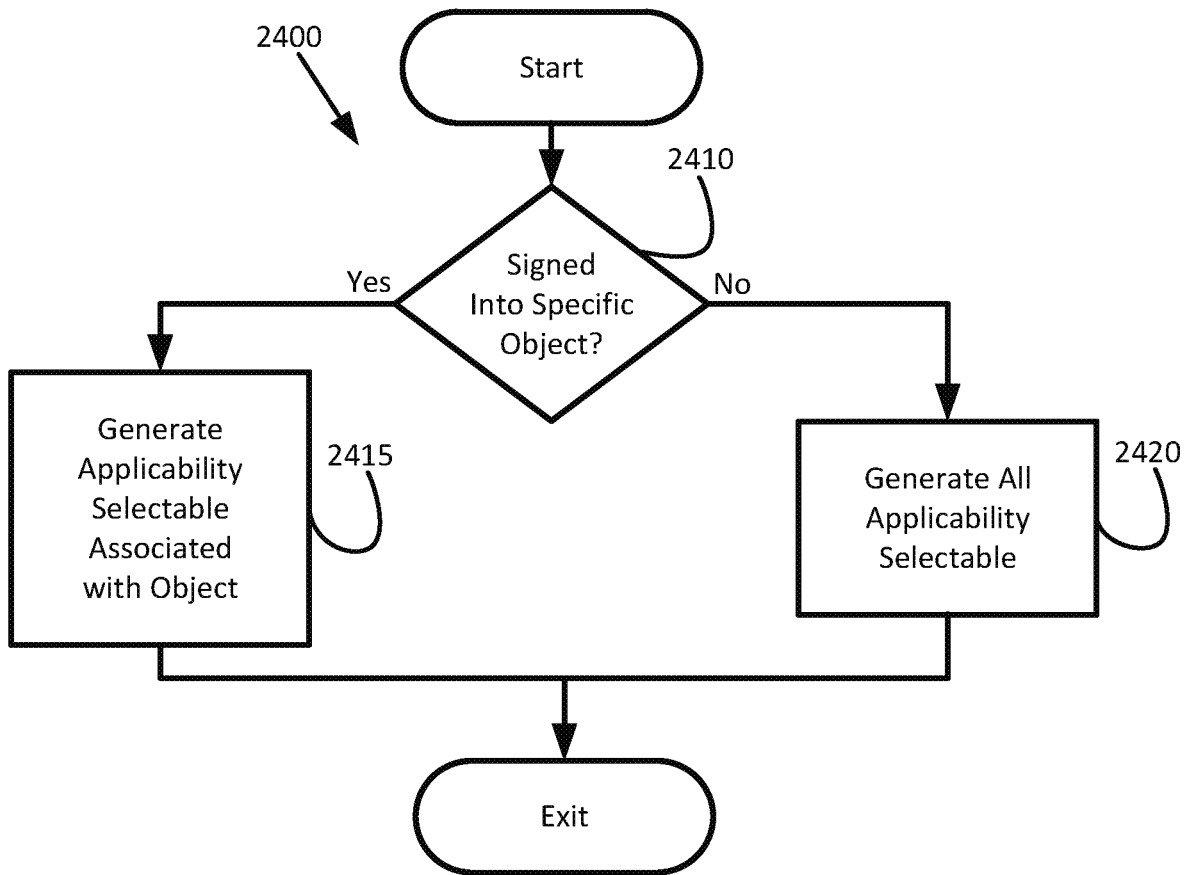 2400
Start
2410
Signed
Into Specific
Object?
Yes
No
Generate
Applicability
Selectable
Associated
with Object
2415
Generate All
Applicability
Selectable
2420
Exit